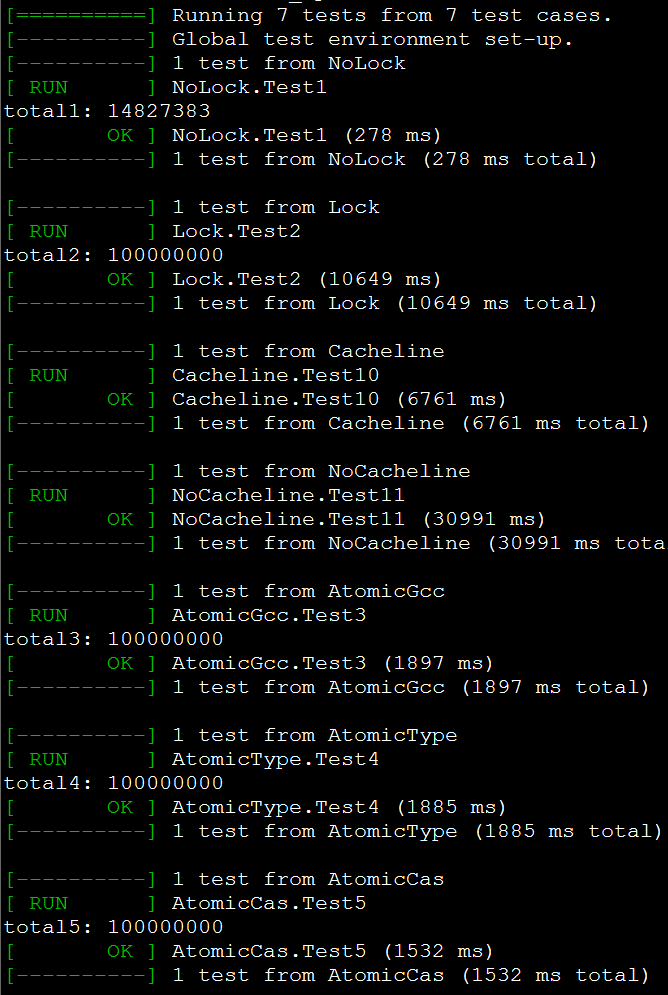 [==========] Running 7 tests from 7 test cases.
[----------] Global test environment set-up.
[----------] 1 test from NoLock
[ RUN      ] NoLock.Test1
total1: 14827383
[       OK ] NoLock.Test1 (278 ms)
[----------] 1 test from NoLock (278 ms total)

[----------] 1 test from Lock
[ RUN      ] Lock.Test2
total2: 100000000
[       OK ] Lock.Test2 (10649 ms)
[----------] 1 test from Lock (10649 ms total)

[----------] 1 test from Cacheline
[ RUN      ] Cacheline.Test10
[       OK ] Cacheline.Test10 (6761 ms)
[----------] 1 test from Cacheline (6761 ms total)

[----------] 1 test from NoCacheline
[ RUN      ] NoCacheline.Test11
[       OK ] NoCacheline.Test11 (30991 ms)
[----------] 1 test from NoCacheline (30991 ms tota

[----------] 1 test from AtomicGcc
[ RUN      ] AtomicGcc.Test3
total3: 100000000
[       OK ] AtomicGcc.Test3 (1897 ms)
[----------] 1 test from AtomicGcc (1897 ms total)

[----------] 1 test from AtomicType
[ RUN      ] AtomicType.Test4
total4: 100000000
[       OK ] AtomicType.Test4 (1885 ms)
[----------] 1 test from AtomicType (1885 ms total)

[----------] 1 test from AtomicCas
[ RUN      ] AtomicCas.Test5
total5: 100000000
[       OK ] AtomicCas.Test5 (1532 ms)
[----------] 1 test from AtomicCas (1532 ms total)